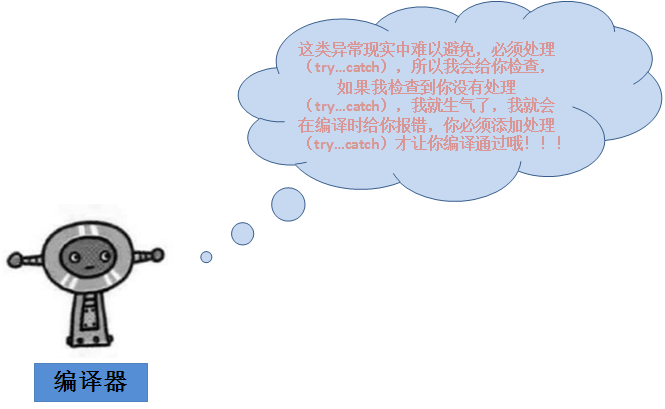 这类异常现实中难以避免，必须处理
（try...catch），所以我会给你检查，
如果我检查到你没有处理
（try...catch），我就生气了，我就会
在编译时给你报错，你必须添加处理
（try...catch）才让你编译通过哦！！！
编译器